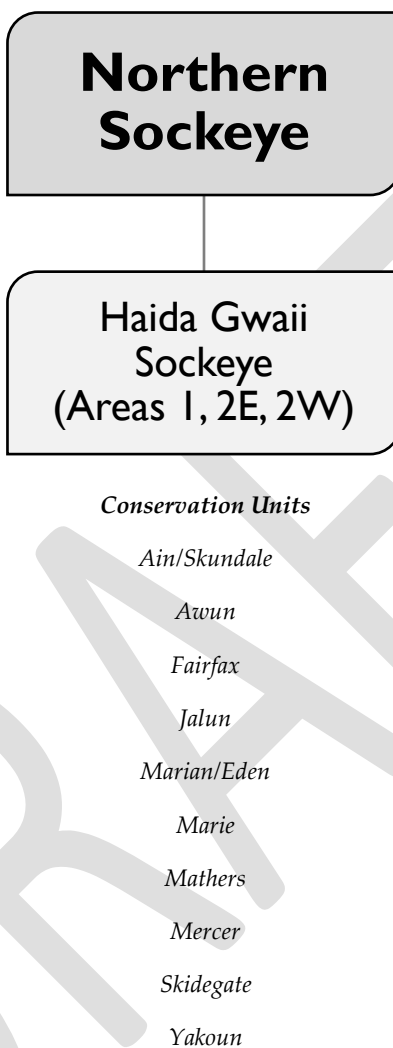 Northern
Sockeye
Haida Gwaii
Sockeye
(Areas 1, 2E, 2W)
Conservation Units
Ain/Skundale
Awun
Fairfax
Jalun
Marian/Eden
Marie
Mathers
Mercer
Skidegate
Yakoun